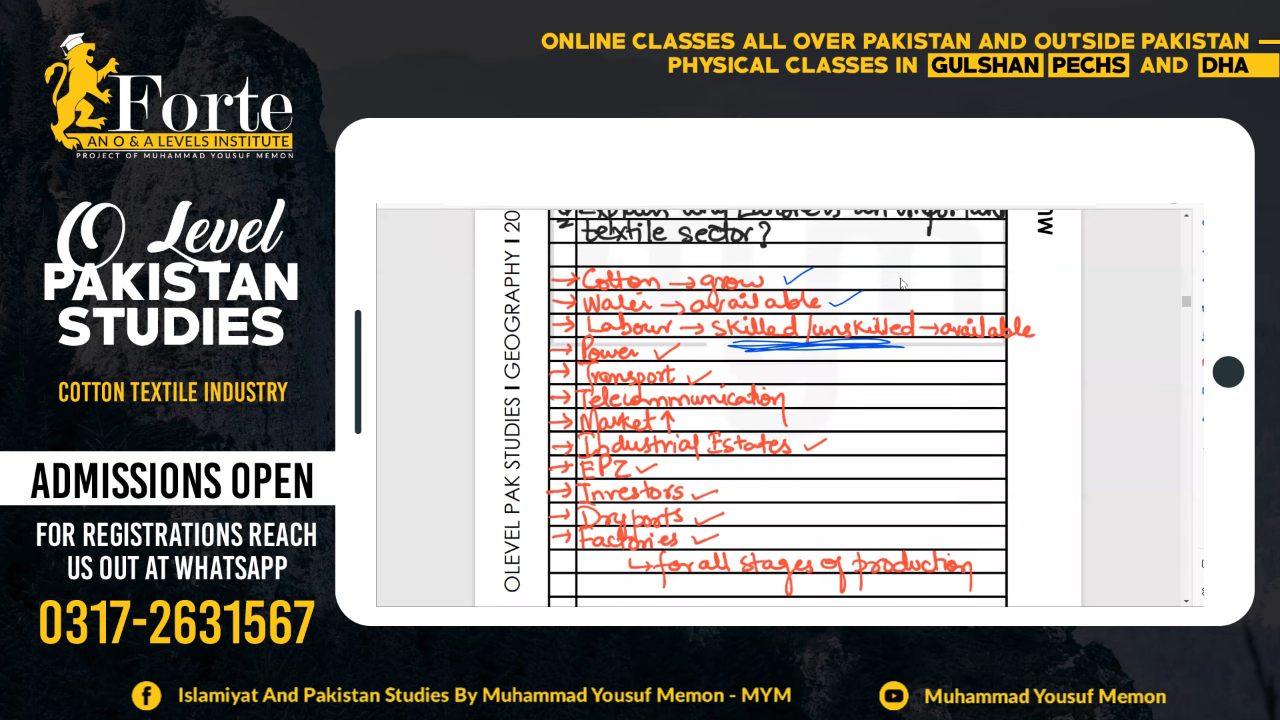 Forte
AN O & A LEVELS INSTITUTE
PROJECT OF MUHAMMAD YOUSUF MEMON
ONLINE CLASSES ALL OVER PAKISTAN AND OUTSIDE PAKISTAN
PHYSICAL CLASSES IN GULSHAN PECHS AND DHA
O Level
PAKISTAN
STUDIES
COTTON TEXTILE INDUSTRY
ADMISSIONS OPEN
FOR REGISTRATIONS REACH
US OUT AT WHATSAPP
0317-2631567
OLEVEL PAK STUDIES I GEOGRAPHY I 20
Explain why
textile sector?
→ Cotton → grow ✓
→ Water → available ✓
→ Labour → skilled/unskilled → available
→ Power ✓
→ Transport ✓
→ Telecommunication
→ Market ↑
→ Industrial Estates ✓
→ EPZ ✓
→ Investors ✓
→ Dryports ✓
→ Factories ✓
↳ for all stages of production
Islamiyat And Pakistan Studies By Muhammad Yousuf Memon - MYM
Muhammad Yousuf Memon